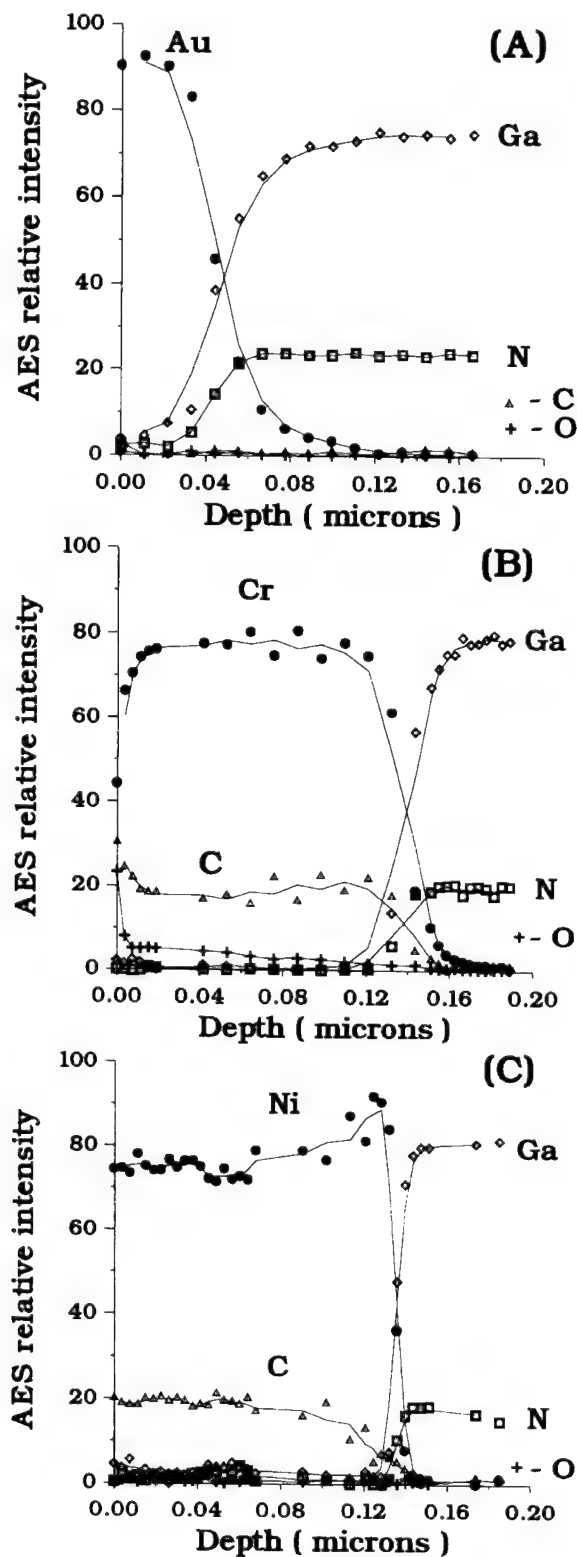 (A)
Au
Ga
N
▵ - C
+ - O
100
80
60
40
20
0
AES relative intensity
0.00 0.04 0.08 0.12 0.16 0.20
Depth ( microns )
(B)
Cr
Ga
C
N
+ - O
100
80
60
40
20
0
AES relative intensity
0.00 0.04 0.08 0.12 0.16 0.20
Depth ( microns )
(C)
Ni
Ga
C
N
+ - O
100
80
60
40
20
0
AES relative intensity
0.00 0.04 0.08 0.12 0.16 0.20
Depth ( microns )